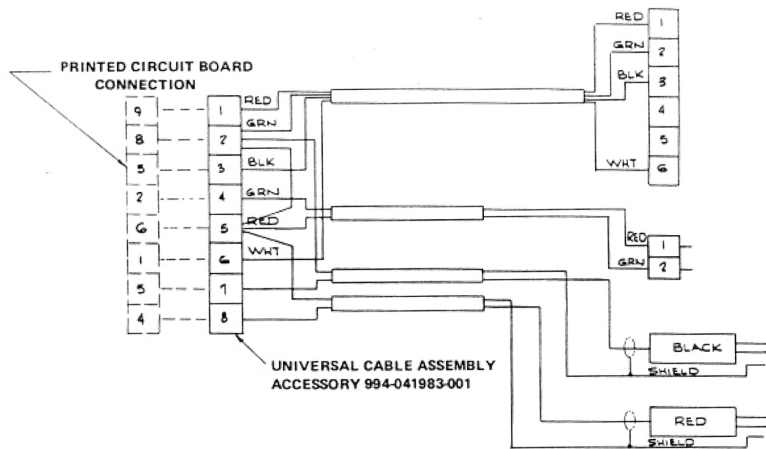 RED 1
GRN 2
BLK 3
4
5
WHT 6
PRINTED CIRCUIT BOARD
CONNECTION
9 1 RED
GRN
8 2
5 3 BLK
2 4 GRN
6 5 RED
1 6 WHT
5 7
4 8
RED 1
GRN 2
BLACK
SHIELD
RED
SHIELD
UNIVERSAL CABLE ASSEMBLY
ACCESSORY 994-041983-001